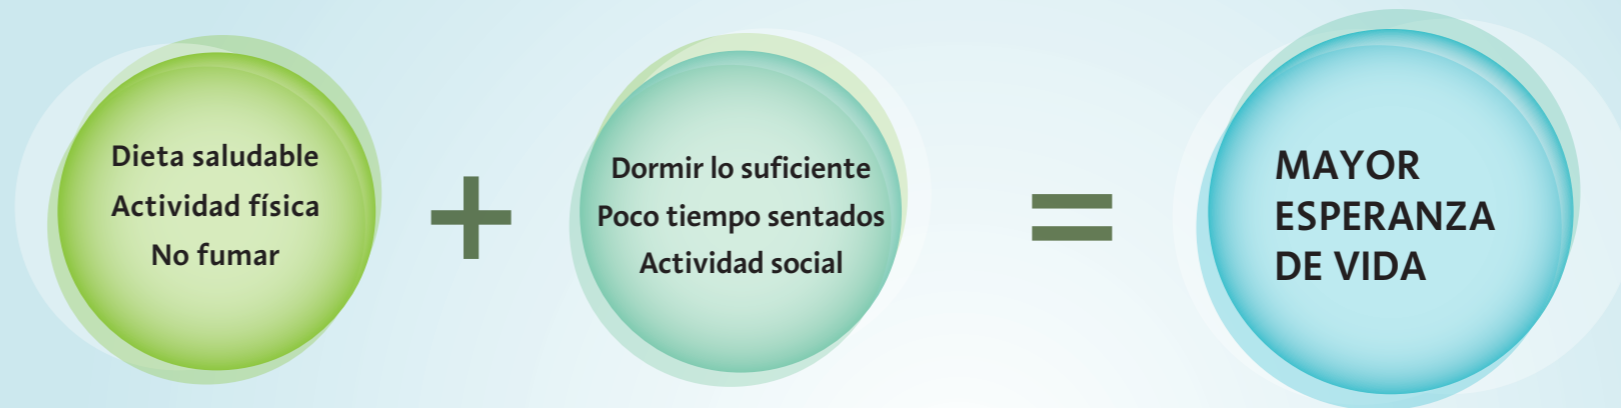 Dieta saludable
Actividad física
No fumar
+
Dormir lo suficiente
Poco tiempo sentados
Actividad social
=
MAYOR
ESPERANZA
DE VIDA